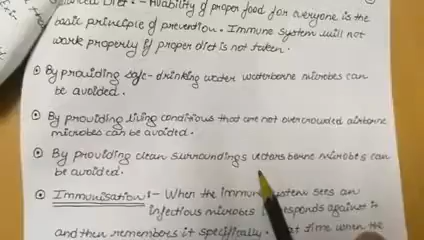 Diet :- Avability of proper food for everyone is the
basic principle of prevention. Immune system will not
work properly if proper diet is not taken.
⊙ By providing safe-drinking water waterborne microbes can
be avoided.
⊙ By providing living conditions that are not overcrowded airborne
microbes can be avoided.
⊙ By providing clean surroundings vectors borne microbes can
be avoided.
⊙ Immunisation :- When the immune system sees an
infectious microbes responds against it
and then remembers it specifically. time when the